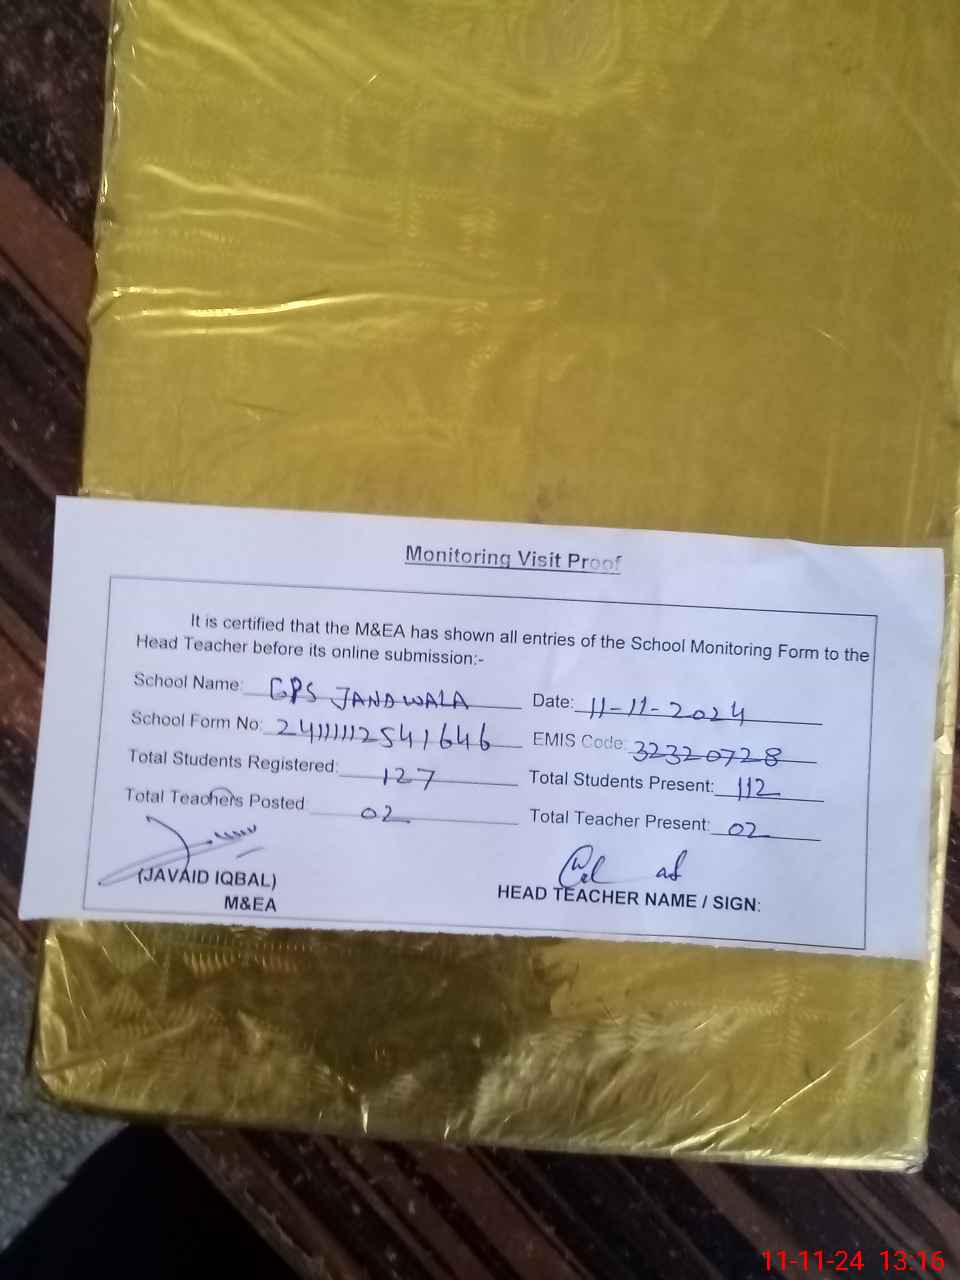 Monitoring Visit Proof
It is certified that the M&EA has shown all entries of the School Monitoring Form to the
Head Teacher before its online submission:-
School Name: GPS JANDWALA Date: 11-11-2024
School Form No: 24111112541646 EMIS Code: 32320728
Total Students Registered: 127 Total Students Present: 112
Total Teachers Posted 02 Total Teacher Present: 02
(JAVAID IQBAL)
M&EA
HEAD TEACHER NAME / SIGN:
11-11-24 13:16